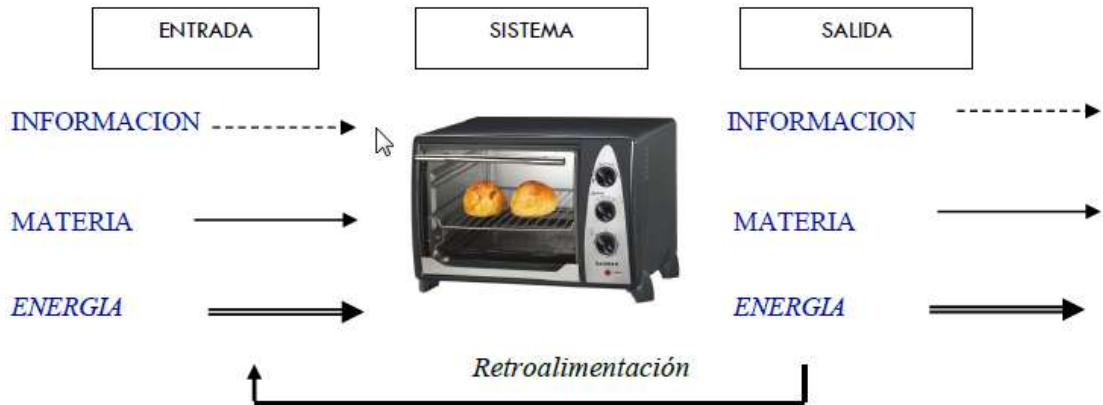 ENTRADA
SISTEMA
SALIDA
INFORMACION
INFORMACION
MATERIA
MATERIA
ENERGIA
ENERGIA
Retroalimentación